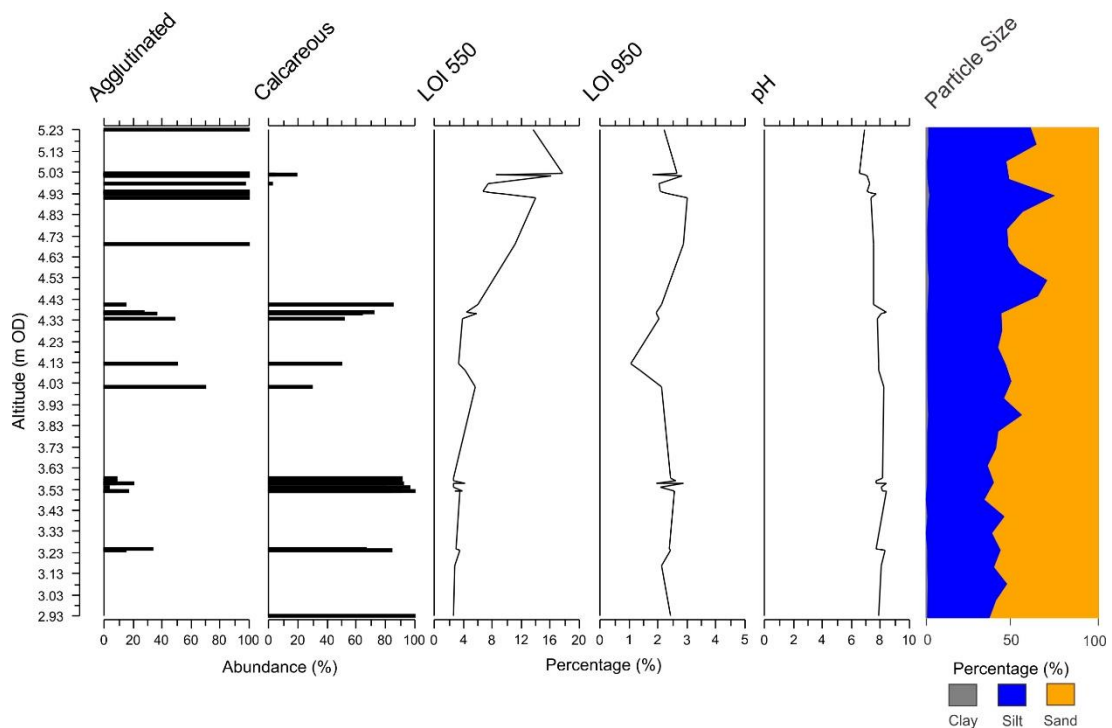 Agglutinated
Calcareous
LOI 550
LOI 950
pH
Particle Size
Altitude (m OD)
5.23
5.13
5.03
4.93
4.83
4.73
4.63
4.53
4.43
4.33
4.23
4.13
4.03
3.93
3.83
3.73
3.63
3.53
3.43
3.33
3.23
3.13
3.03
2.93
0 20 40 60 80 100
0 20 40 60 80 100
0 4 8 12 16 20
0 1 2 3 4 5
0 2 4 6 8 10
0 50 100
Abundance (%)
Percentage (%)
Percentage (%)
Clay Silt Sand